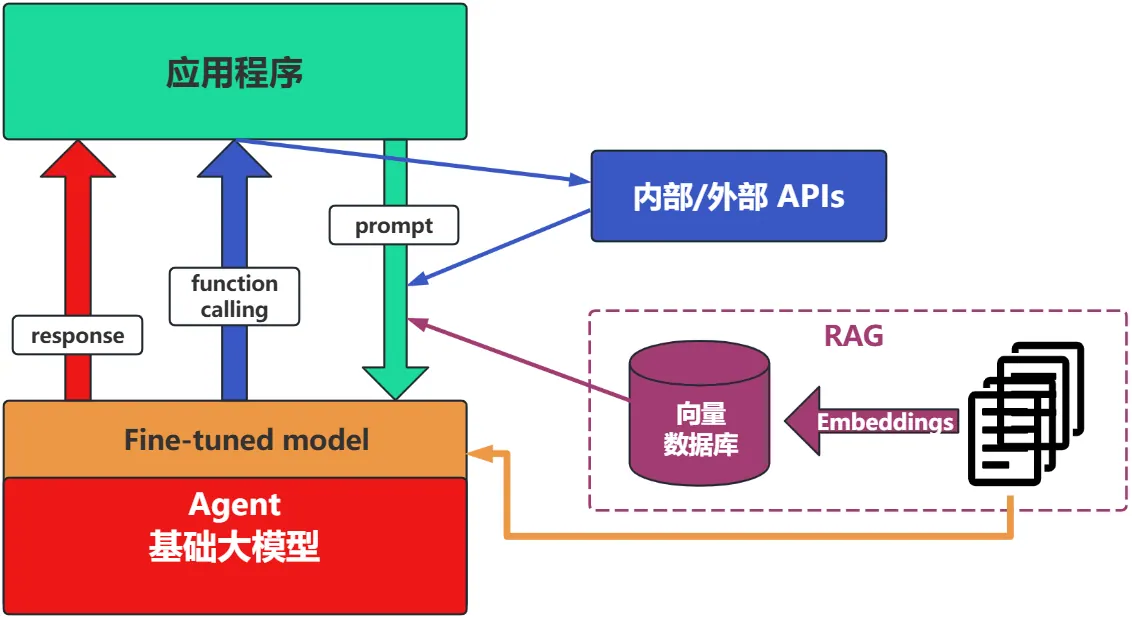 应用程序
内部/外部 APIs
prompt
function
calling
response
RAG
向量
数据库
Embeddings
Fine-tuned model
Agent
基础大模型